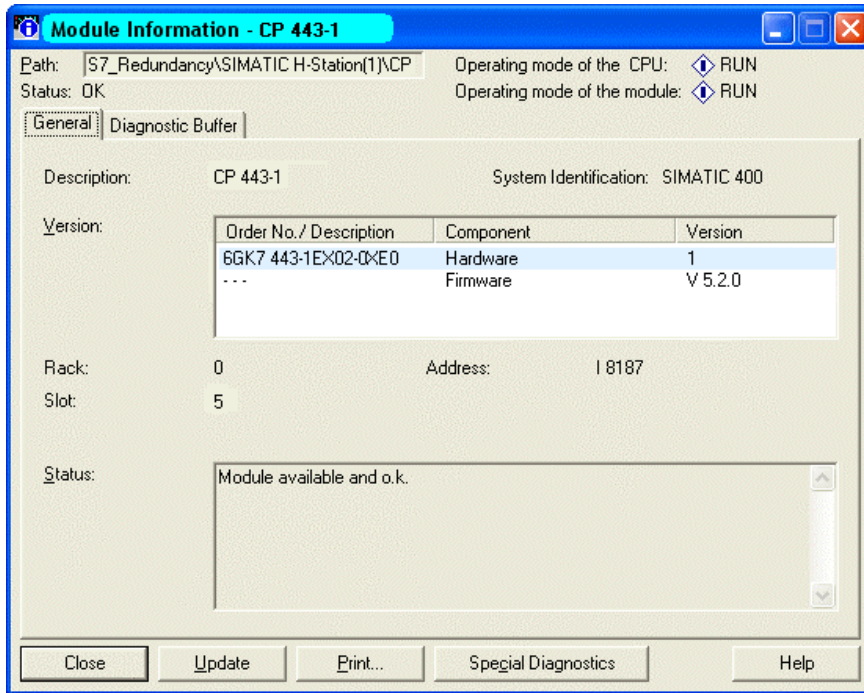 Module Information - CP 443-1
Path: S7_Redundancy\SIMATIC H-Station(1)\CP Operating mode of the CPU: RUN
Status: OK Operating mode of the module: RUN
General Diagnostic Buffer
Description: CP 443-1 System Identification: SIMATIC 400
Version: Order No./ Description Component Version
6GK7 443-1EX02-0XE0 Hardware 1
- - - Firmware V 5.2.0
Rack: 0 Address: I 8187
Slot: 5
Status: Module available and o.k.
Close Update Print... Special Diagnostics Help